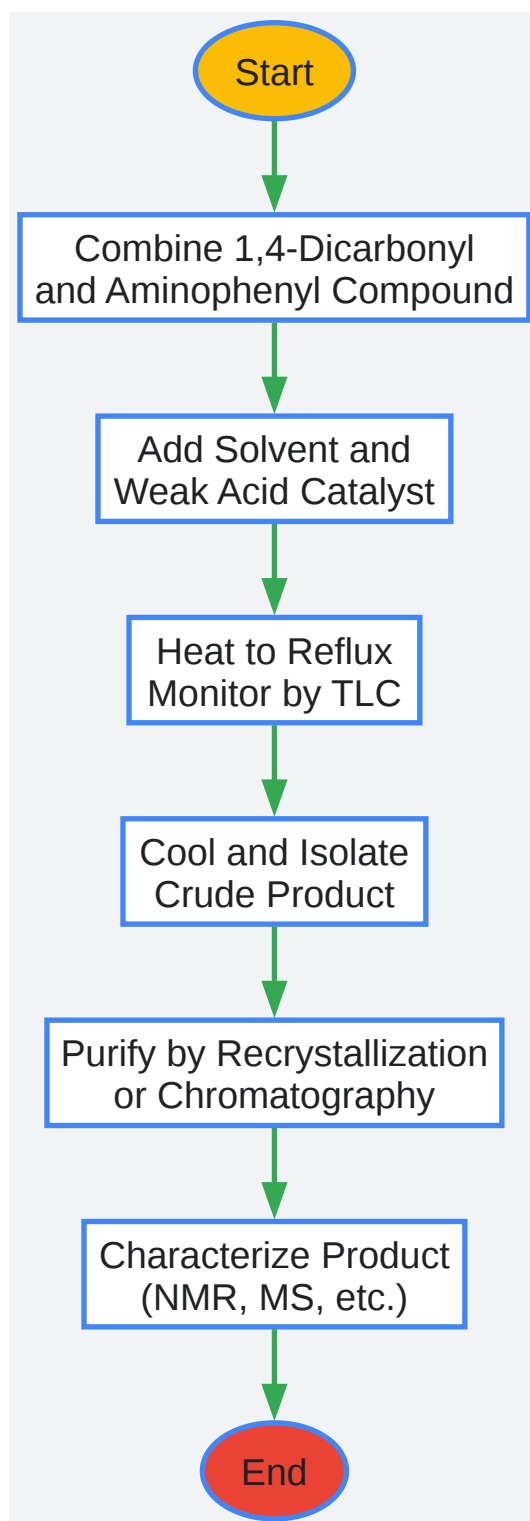 Start
Combine 1,4-Dicarbonyl
and Aminophenyl Compound
Add Solvent and
Weak Acid Catalyst
Heat to Reflux
Monitor by TLC
Cool and Isolate
Crude Product
Purify by Recrystallization
or Chromatography
Characterize Product
(NMR, MS, etc.)
End